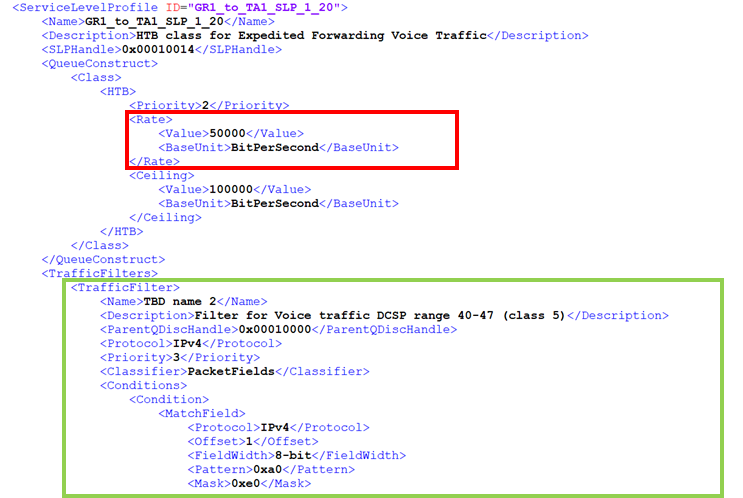 <ServiceLevelProfile ID="GR1_to_TA1_SLP_1_20">
<Name>GR1_to_TA1_SLP_1_20</Name>
<Description>HTB class for Expedited Forwarding Voice Traffic</Description>
<SLPHandle>0x00010014</SLPHandle>
<QueueConstruct>
<Class>
<HTB>
<Priority>2</Priority>
<Rate>
<Value>50000</Value>
<BaseUnit>BitPerSecond</BaseUnit>
</Rate>
<Ceiling>
<Value>100000</Value>
<BaseUnit>BitPerSecond</BaseUnit>
</Ceiling>
</HTB>
</Class>
</QueueConstruct>
<TrafficFilters>
<TrafficFilter>
<Name>TBD name 2</Name>
<Description>Filter for Voice traffic DCSP range 40-47 (class 5)</Description>
<ParentQDiscHandle>0x00010000</ParentQDiscHandle>
<Protocol>IPv4</Protocol>
<Priority>3</Priority>
<Classifier>PacketFields</Classifier>
<Conditions>
<Condition>
<MatchField>
<Protocol>IPv4</Protocol>
<Offset>1</Offset>
<FieldWidth>8-bit</FieldWidth>
<Pattern>0xa0</Pattern>
<Mask>0xe0</Mask>